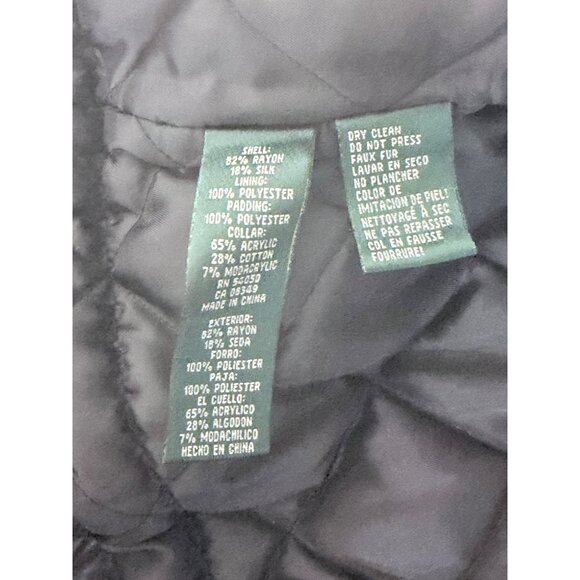 SHELL:
82% RAYON
18% SILK
LINING:
100% POLYESTER
PADDING:
100% POLYESTER
COLLAR:
65% ACRYLIC
28% COTTON
7% MODACRYLIC
RN 54050
CA 08349
MADE IN CHINA
EXTERIOR:
82% RAYON
18% SEDA
FORRO:
100% POLIESTER
PAJA:
100% POLIESTER
EL CUELLO:
65% ACRYLICO
28% ALGODON
7% MODACHILICO
HECHO EN CHINA
DRY CLEAN
DO NOT PRESS
FAUX FUR
LAVAR EN SECO
NO PLANCHER
COLOR DE
IMITACION DE PIEL!
NETTOYAGE À SEC
NE PAS REPASSER
COL EN FAUSSE
FOURRURE!